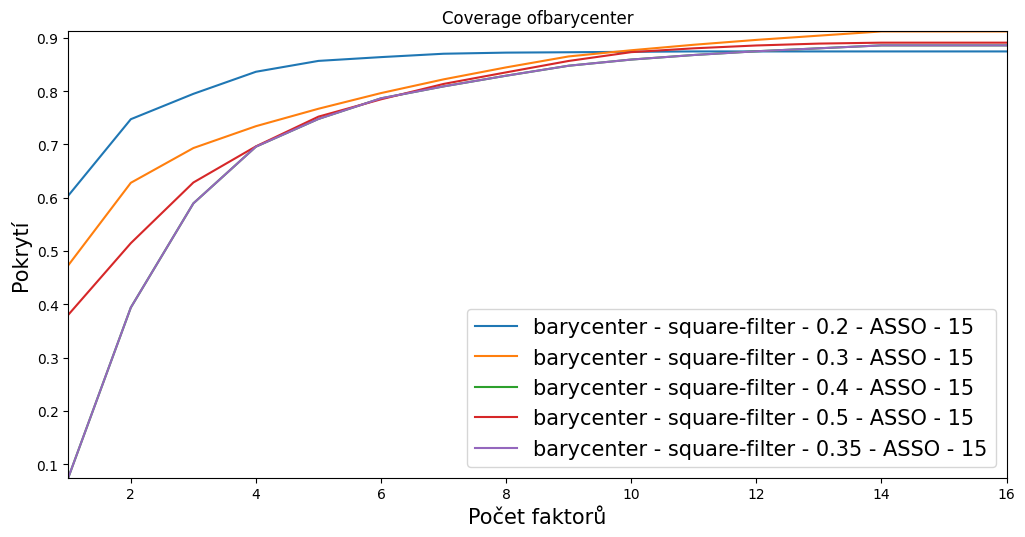 Coverage ofbarycenter
Pokrytí
0.9
0.8
0.7
0.6
0.5
0.4
0.3
0.2
0.1
barycenter - square-filter - 0.2 - ASSO - 15
barycenter - square-filter - 0.3 - ASSO - 15
barycenter - square-filter - 0.4 - ASSO - 15
barycenter - square-filter - 0.5 - ASSO - 15
barycenter - square-filter - 0.35 - ASSO - 15
2 4 6 8 10 12 14 16
Počet faktorů